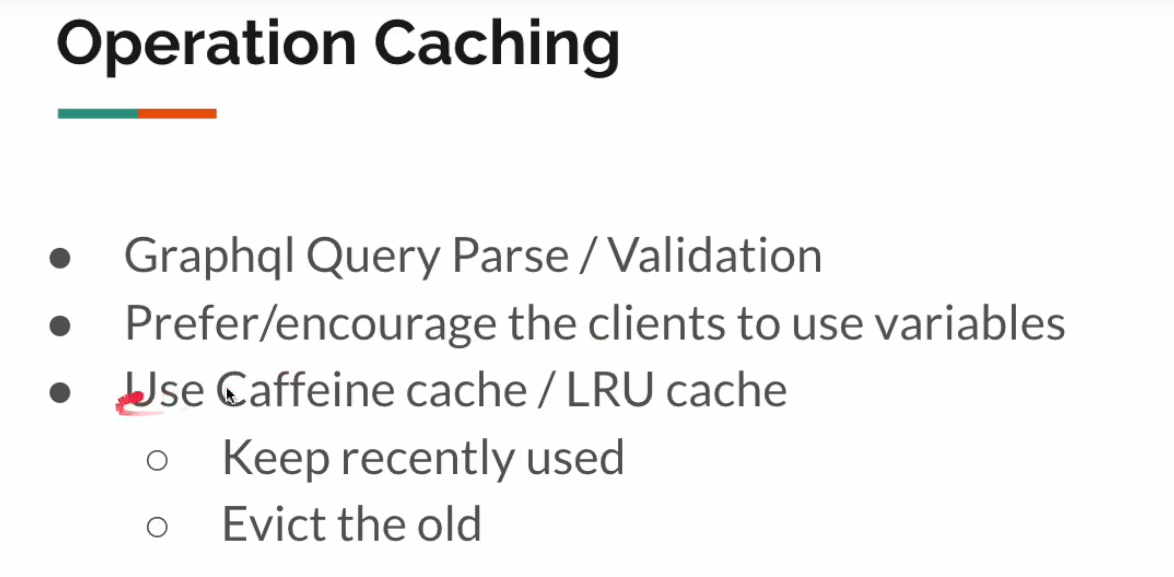 Operation Caching
● Graphql Query Parse / Validation
● Prefer/encourage the clients to use variables
● Use Caffeine cache / LRU cache
○ Keep recently used
○ Evict the old